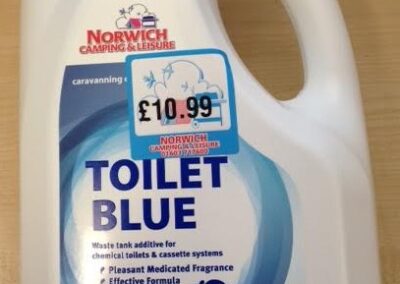 NORWICH
CAMPING & LEISURE
caravanning
£10.99
NORWICH
CAMPING & LEISURE
TOILET
BLUE
Waste tank additive for
chemical toilets & cassette systems
Pleasant Medicated Fragrance
Effective Formula